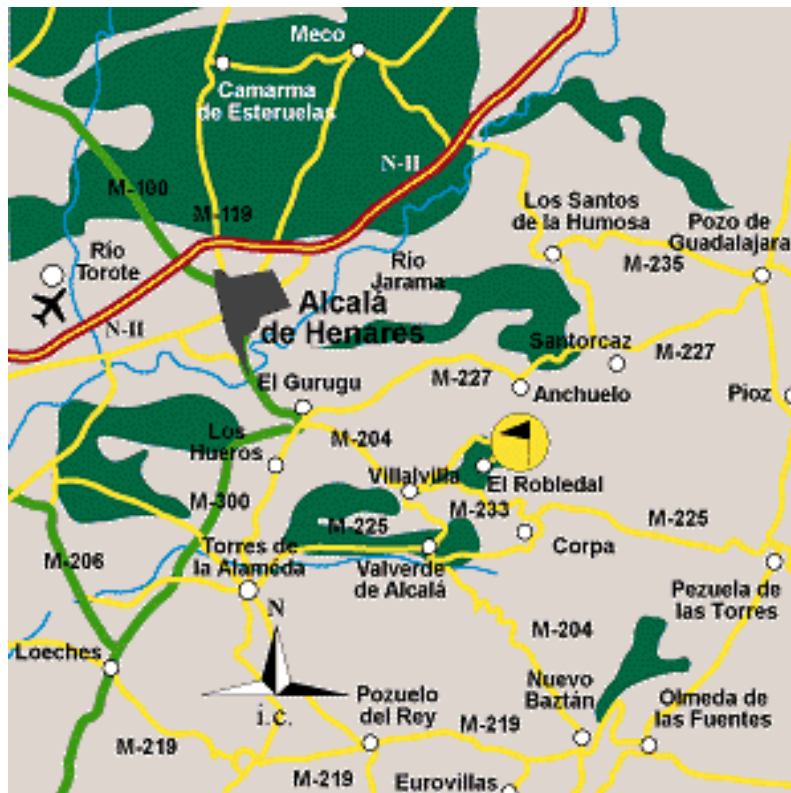 Meco
Camarma
de Esteruelas
N-II
M-100
M-119
Los Santos
de la Humosa
Pozo de
Guadalajara
Río
Torote
Río
Jarama
M-235
Alcalá
de Henares
N-II
Santorcaz
M-227
El Gurugu
M-227
Anchuelo
Pioz
Los
Hueros
M-204
Villalvilla
El Robledal
M-300
M-233
M-225
M-225
M-206
Torres de
la Alameda
Corpa
Valverde
de Alcalá
Pezuela de
las Torres
N
M-204
Loeches
Nuevo
Baztán
Pozuelo
del Rey
Olmeda de
las Fuentes
i.c.
M-219
M-219
M-219
Eurovillas